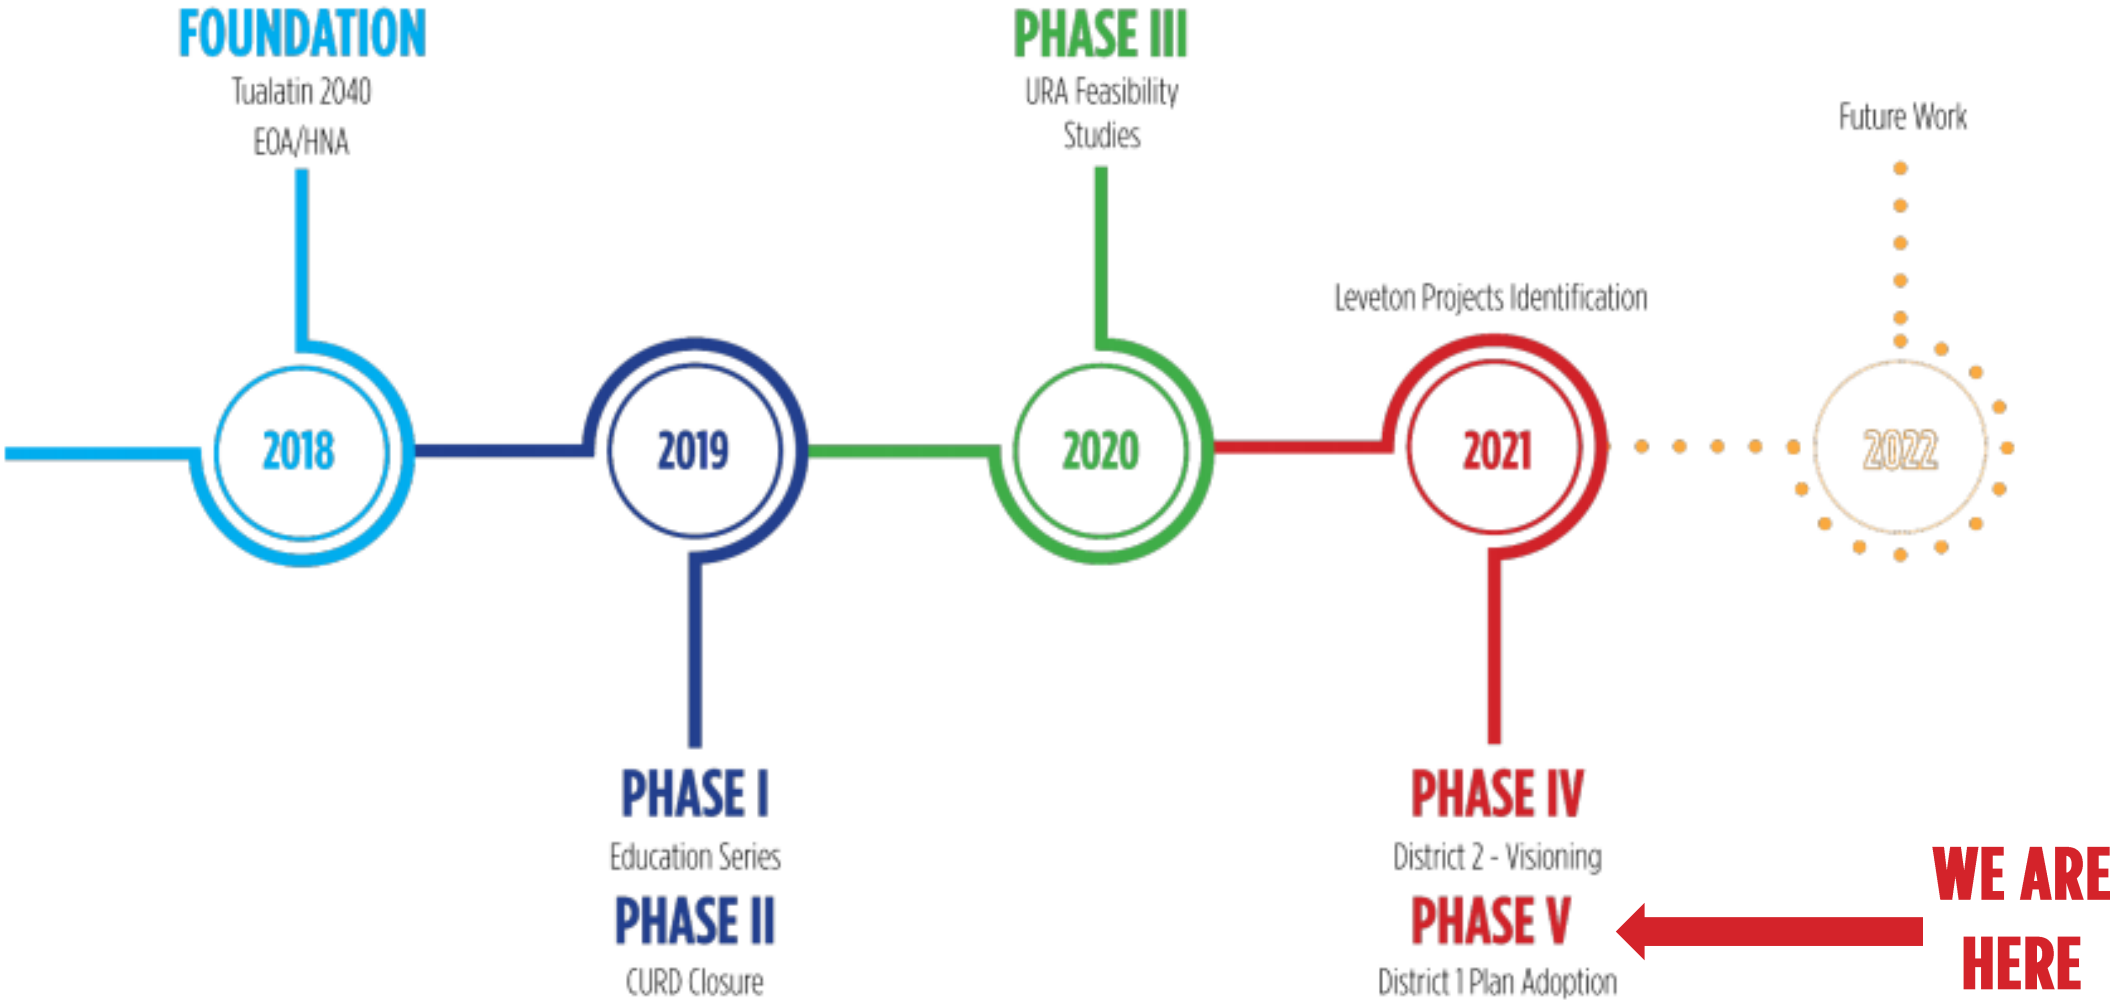 FOUNDATION
Tualatin 2040
EOA/HNA
PHASE III
URA Feasibility
Studies
Future Work
Leveton Projects Identification
2018
2019
2020
2021
2022
PHASE I
Education Series
PHASE II
CURD Closure
PHASE IV
District 2 - Visioning
PHASE V
District 1 Plan Adoption
WE ARE
HERE